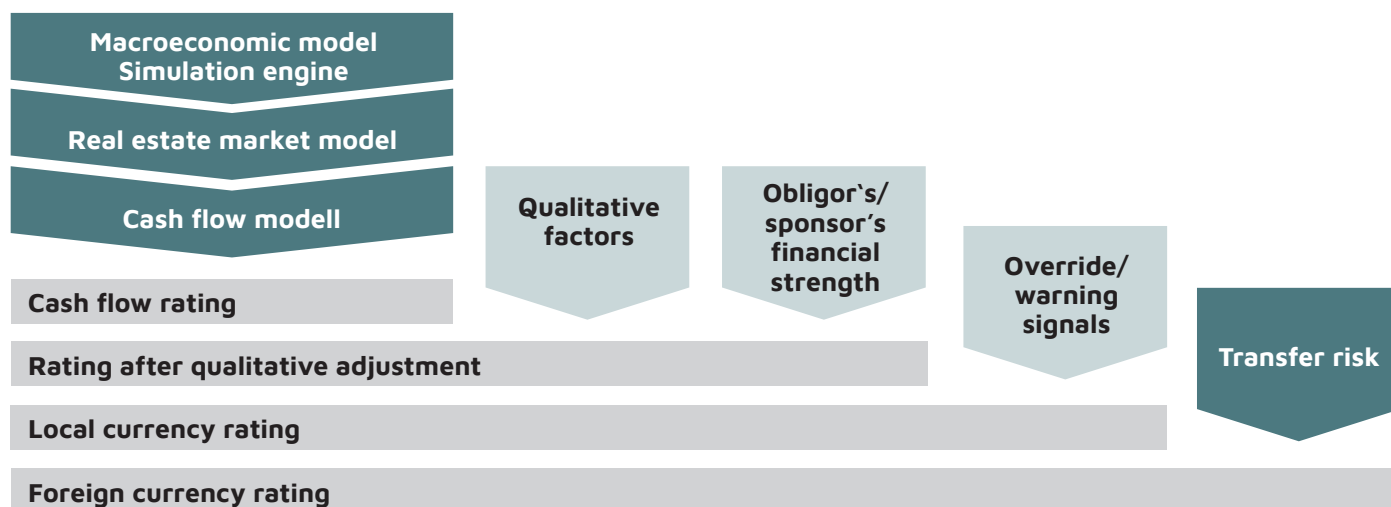 Macroeconomic model
Simulation engine
Real estate market model
Cash flow modell
Qualitative
factors
Obligor‘s/
sponsor’s
financial
strength
Override/
warning
signals
Transfer risk
Cash flow rating
Rating after qualitative adjustment
Local currency rating
Foreign currency rating